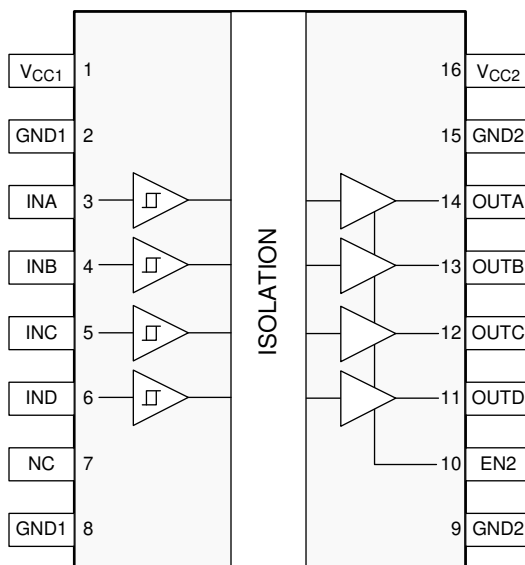 VCC1 1 16 VCC2
GND1 2 15 GND2
INA 3 14 OUTA
INB 4 13 OUTB
INC 5 12 OUTC
IND 6 11 OUTD
NC 7 10 EN2
GND1 8 9 GND2
ISOLATION